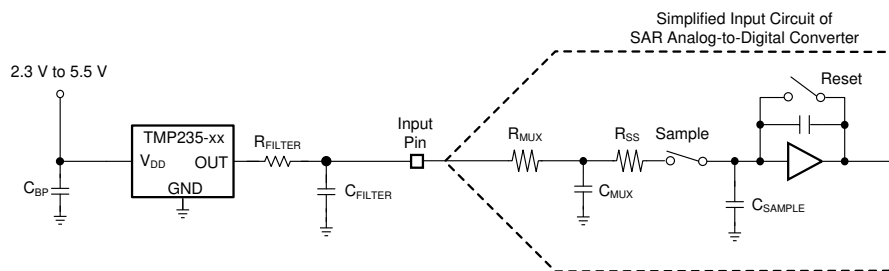 Simplified Input Circuit of
SAR Analog-to-Digital Converter
2.3 V to 5.5 V
Reset
TMP235-xx
Input
Pin
RFILTER
RMUX
RSS
Sample
VDD
OUT
GND
CBP
CFILTER
CMUX
CSAMPLE